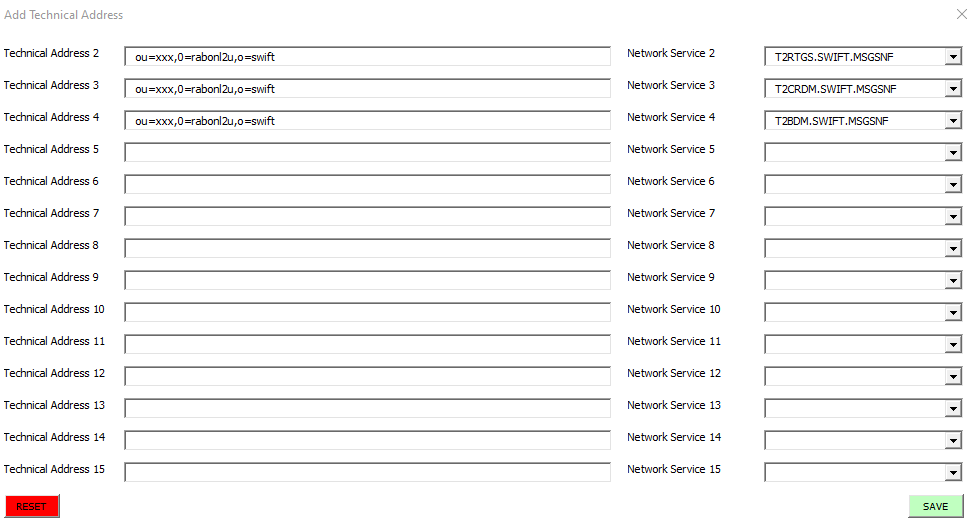 Add Technical Address
Technical Address 2 ou=xxx,0=rabonl2u,o=swift Network Service 2 T2RTGS.SWIFT.MSGSNF
Technical Address 3 ou=xxx,0=rabonl2u,o=swift Network Service 3 T2CRDM.SWIFT.MSGSNF
Technical Address 4 ou=xxx,0=rabonl2u,o=swift Network Service 4 T2BDM.SWIFT.MSGSNF
Technical Address 5 Network Service 5
Technical Address 6 Network Service 6
Technical Address 7 Network Service 7
Technical Address 8 Network Service 8
Technical Address 9 Network Service 9
Technical Address 10 Network Service 10
Technical Address 11 Network Service 11
Technical Address 12 Network Service 12
Technical Address 13 Network Service 13
Technical Address 14 Network Service 14
Technical Address 15 Network Service 15
RESET SAVE